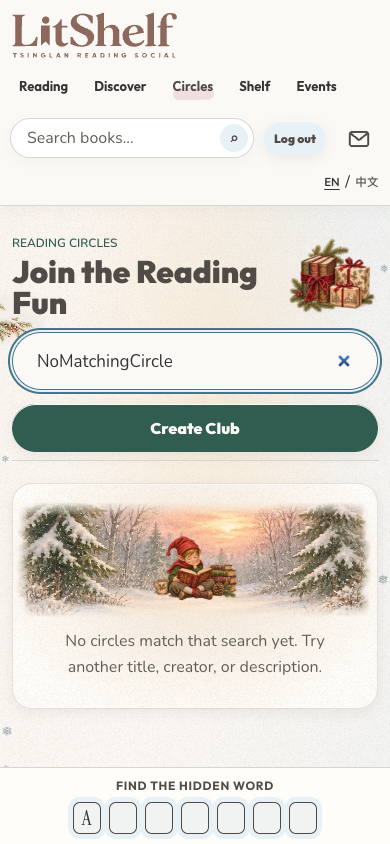 LitShelf
TSINGLAN READING SOCIAL
Reading Discover Circles Shelf Events
Search books...
Log out
EN / 中文
READING CIRCLES
Join the Reading
Fun
NoMatchingCircle
Create Club
No circles match that search yet. Try
another title, creator, or description.
FIND THE HIDDEN WORD
A